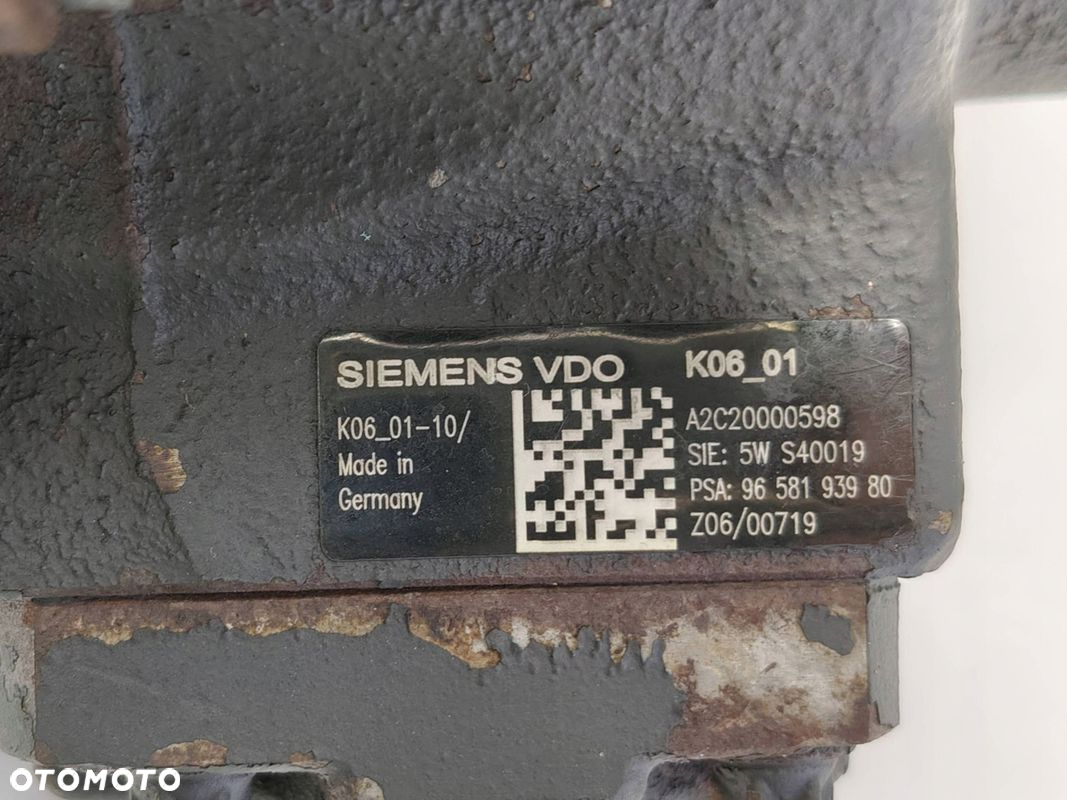 SIEMENS VDO K06_01
K06_01-10/
Made in
Germany
A2C20000598
SIE: 5W S40019
PSA: 96 581 939 80
Z06/00719
OTOMOTO